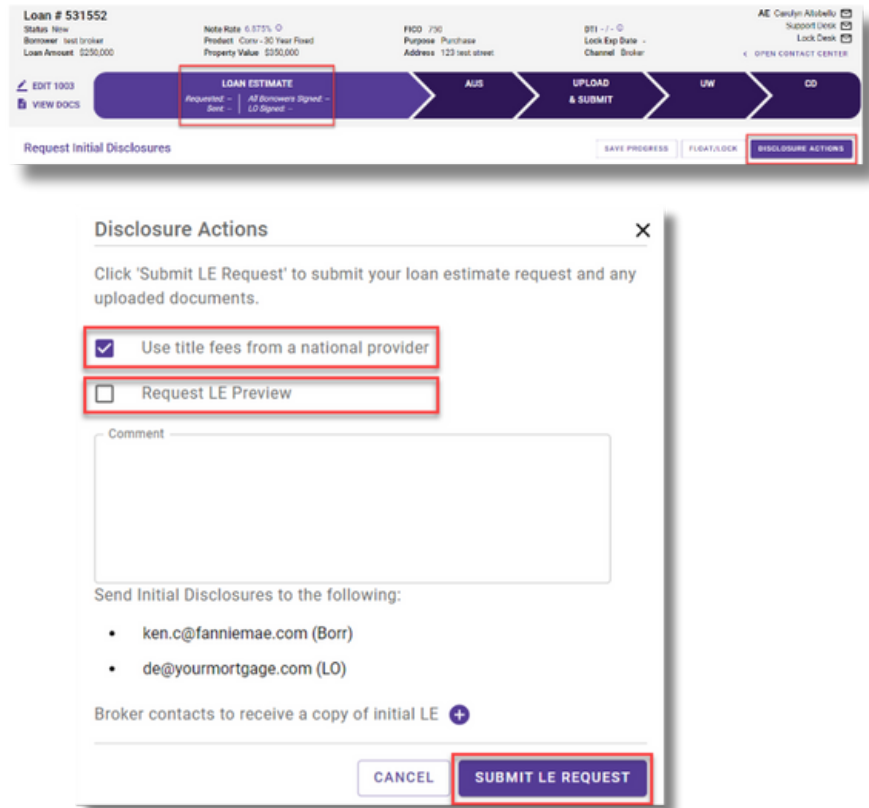 Loan # 531552
Status New
Borrower test broker
Loan Amount $250,000
Note Rate 6.875%
Product Conv - 30 Year Fixed
Property Value $350,000
FICO 750
Purpose Purchase
Address 123 test street
DTI - / -
Lock Exp Date -
Channel Broker
AE Carolyn Altobello
Support Desk
Lock Desk
< OPEN CONTACT CENTER
EDIT 1003
VIEW DOCS
LOAN ESTIMATE
Requested: – | All Borrowers Signed: –
Sent: – | LO Signed: –
AUS
UPLOAD
& SUBMIT
UW
CD
Request Initial Disclosures
SAVE PROGRESS
FLOAT/LOCK
DISCLOSURE ACTIONS
Disclosure Actions
Click 'Submit LE Request' to submit your loan estimate request and any
uploaded documents.
Use title fees from a national provider
Request LE Preview
Comment
Send Initial Disclosures to the following:
• ken.c@fanniemae.com (Borr)
• de@yourmortgage.com (LO)
Broker contacts to receive a copy of initial LE
CANCEL
SUBMIT LE REQUEST